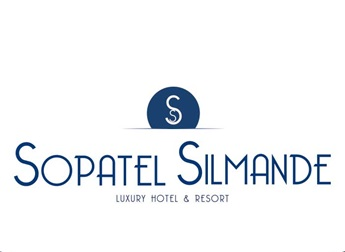 S
SOPATEL SILMANDE
LUXURY HOTEL & RESORT